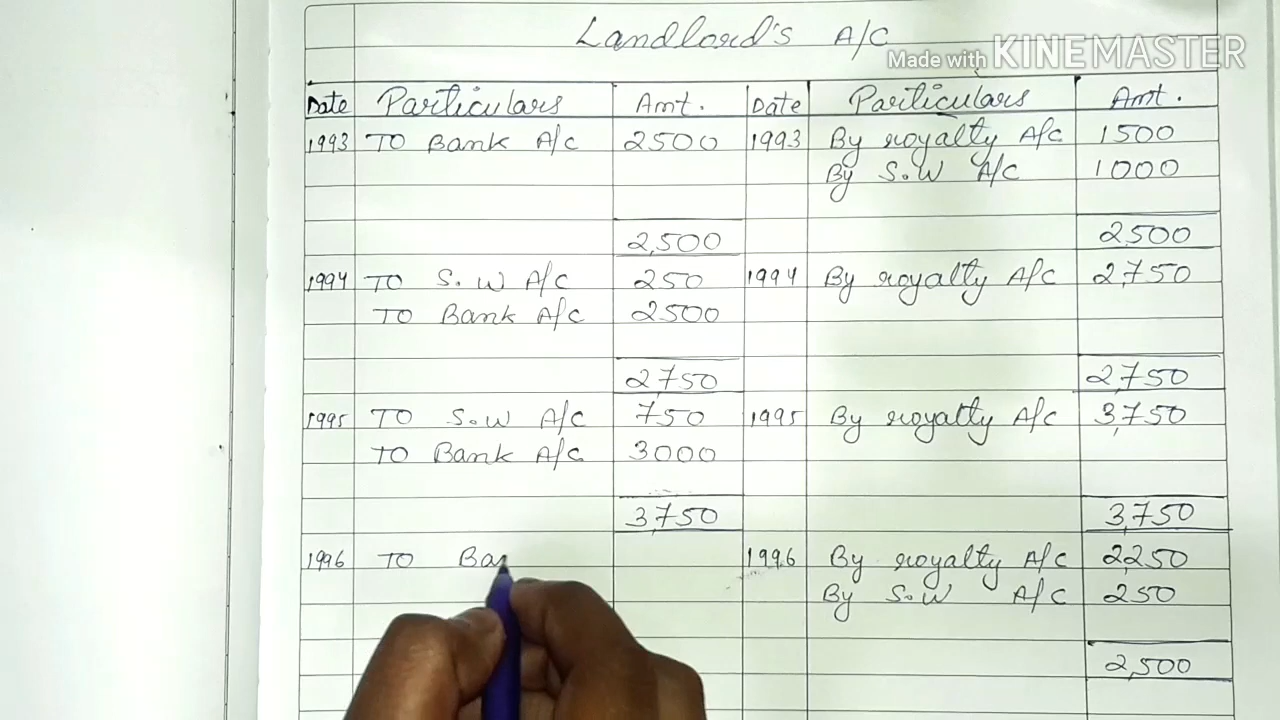 Landlord's A/C
Made with KINEMASTER
Date Particulars Amt. Date Particulars Amt.
1993 TO Bank A/C 2500 1993 By royalty A/C 1500
By S.W A/C 1000
2,500 2500
1994 TO S.W A/C 250 1994 By royalty A/C 2,750
TO Bank A/C 2500
2750 2,750
1995 TO S.W A/C 750 1995 By royalty A/C 3,750
TO Bank A/C 3000
3,750 3,750
1996 TO Ban 1996 By royalty A/C 2250
By S.W A/C 250
2,500